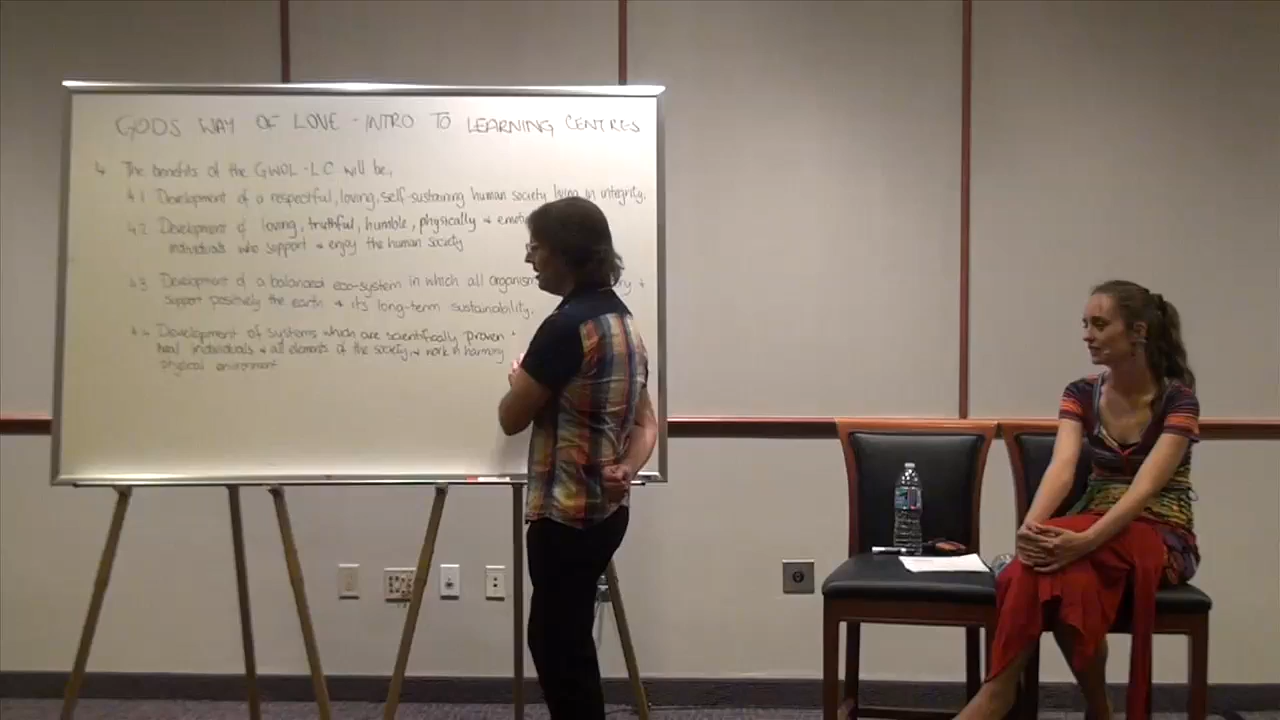 GODS WAY OF LOVE - INTRO TO LEARNING CENTRES
4 The benefits of the GWOL-LC will be,
4.1 Development of a respectful, loving, self-sustaining human society living in integrity.
4.2 Development of loving, truthful, humble, physically +
individuals who support + enjoy the human society
4.3 Development of a balanced eco-system in which all +
support positively the earth + its long-term sustainability.
4.4 Development of systems which are scientifically proven
heal individuals + all elements of the society + work in harmony
physical environment